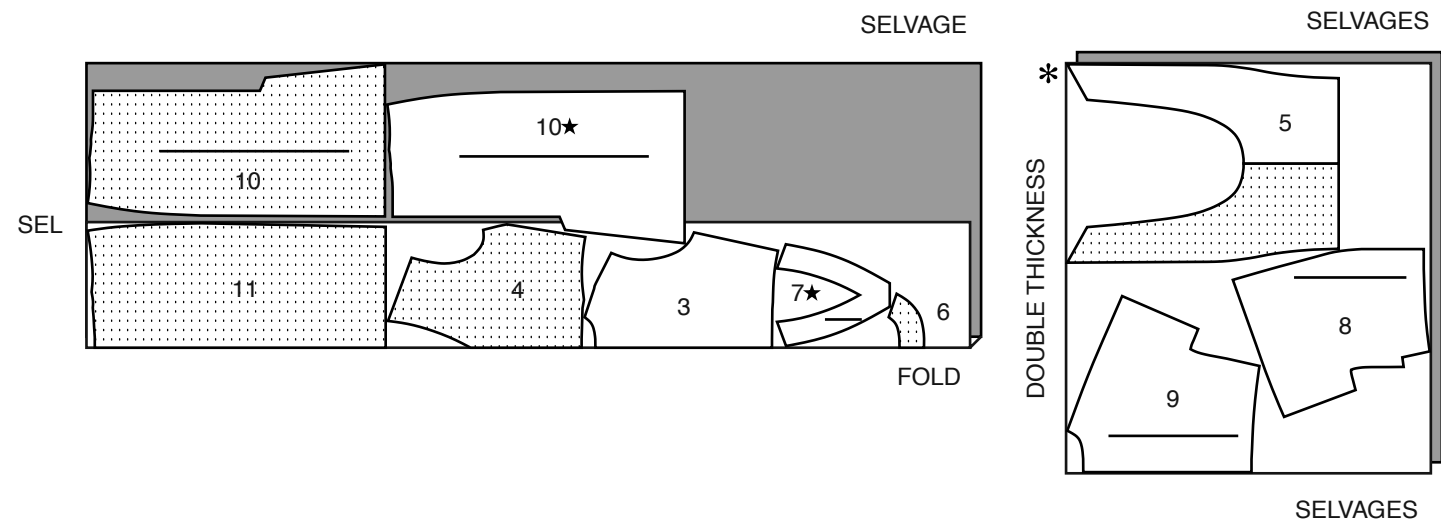 SELVAGE
SEL
10
10★
11
4
3
7★
6
FOLD
SELVAGES
*
DOUBLE THICKNESS
5
8
9
SELVAGES